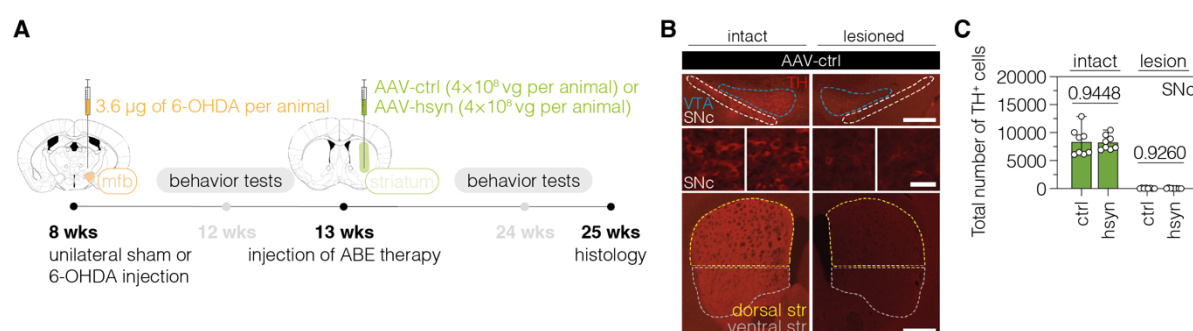 A
3.6 µg of 6-OHDA per animal
AAV-ctrl (4×10⁸ vg per animal) or
AAV-hsyn (4×10⁸ vg per animal)
mfb
behavior tests
striatum
behavior tests
8 wks
12 wks
13 wks
24 wks
25 wks
unilateral sham or
6-OHDA injection
injection of ABE therapy
histology
B
intact
lesioned
AAV-ctrl
TH
VTA
SNc
SNc
dorsal str
ventral str
C
Total number of TH⁺ cells
intact
lesion
20000
15000
10000
5000
0
SNc
0.9448
0.9260
ctrl
hsyn
ctrl
hsyn